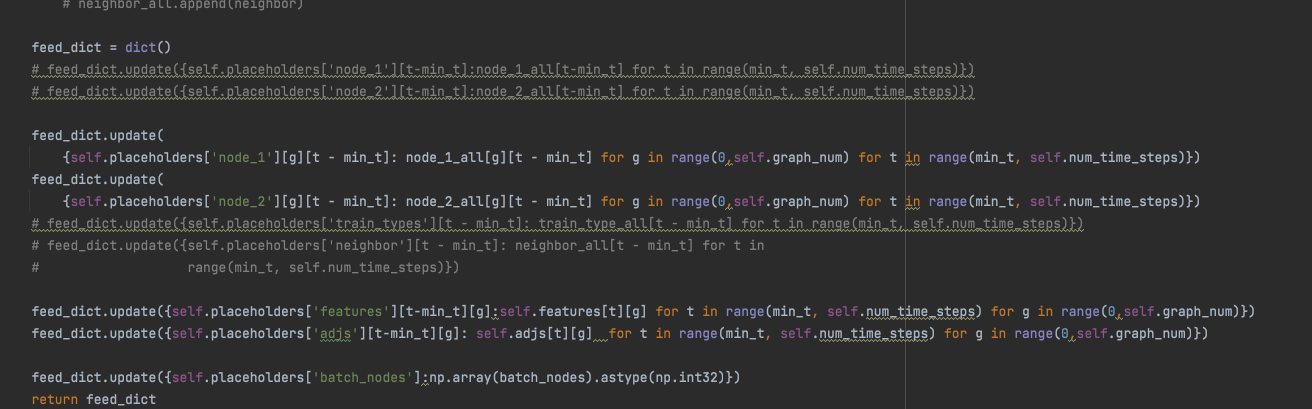 # neighbor_all.append(neighbor)
feed_dict = dict()
# feed_dict.update({self.placeholders['node_1'][t-min_t]:node_1_all[t-min_t] for t in range(min_t, self.num_time_steps)})
# feed_dict.update({self.placeholders['node_2'][t-min_t]:node_2_all[t-min_t] for t in range(min_t, self.num_time_steps)})
feed_dict.update(
{self.placeholders['node_1'][g][t - min_t]: node_1_all[g][t - min_t] for g in range(0,self.graph_num) for t in range(min_t, self.num_time_steps)})
feed_dict.update(
{self.placeholders['node_2'][g][t - min_t]: node_2_all[g][t - min_t] for g in range(0,self.graph_num) for t in range(min_t, self.num_time_steps)})
# feed_dict.update({self.placeholders['train_types'][t - min_t]: train_type_all[t - min_t] for t in range(min_t, self.num_time_steps)})
# feed_dict.update({self.placeholders['neighbor'][t - min_t]: neighbor_all[t - min_t] for t in
#                   range(min_t, self.num_time_steps)})
feed_dict.update({self.placeholders['features'][t-min_t][g]:self.features[t][g] for t in range(min_t, self.num_time_steps) for g in range(0,self.graph_num)})
feed_dict.update({self.placeholders['adjs'][t-min_t][g]: self.adjs[t][g]  for t in range(min_t, self.num_time_steps) for g in range(0,self.graph_num)})
feed_dict.update({self.placeholders['batch_nodes']:np.array(batch_nodes).astype(np.int32)})
return feed_dict